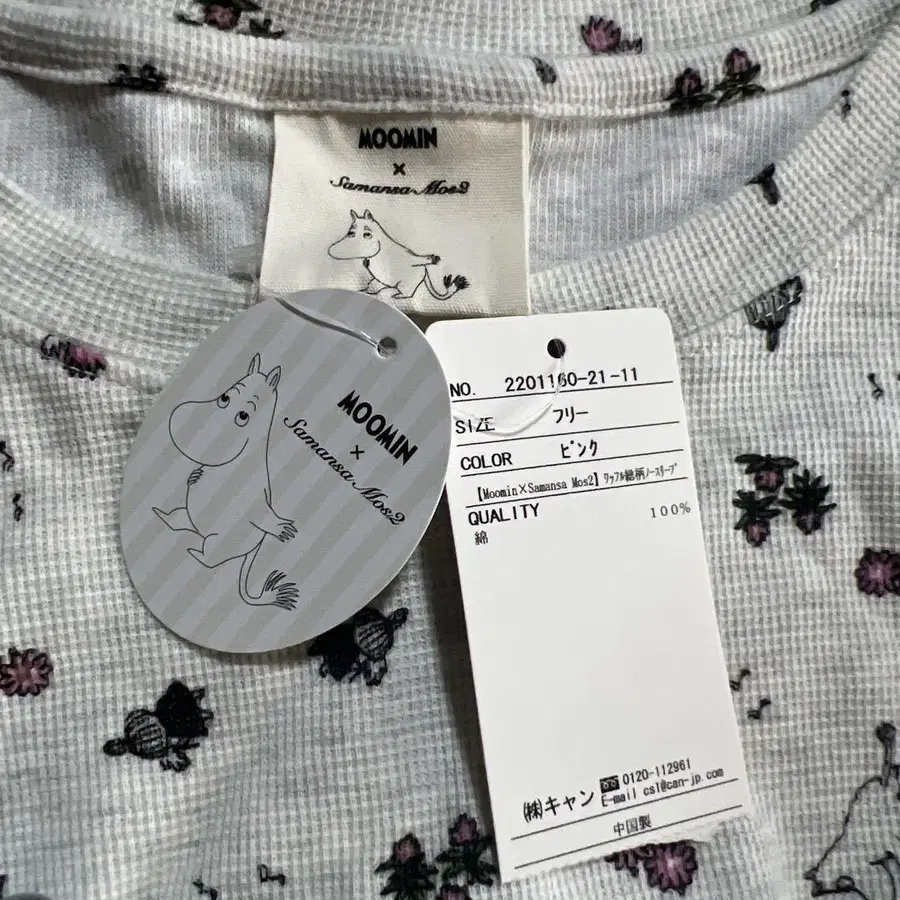 MOOMIN
×
Samansa Mos2
MOOMIN
×
Samansa Mos2
NO. 2201160-21-11
SIZE フリー
COLOR ピンク
【Moomin×Samansa Mos2】ワッフル総柄ノースリーブ
QUALITY
綿 100%
㈱キャン 0120-112961
E-mail cs1@can-jp.com
中国製